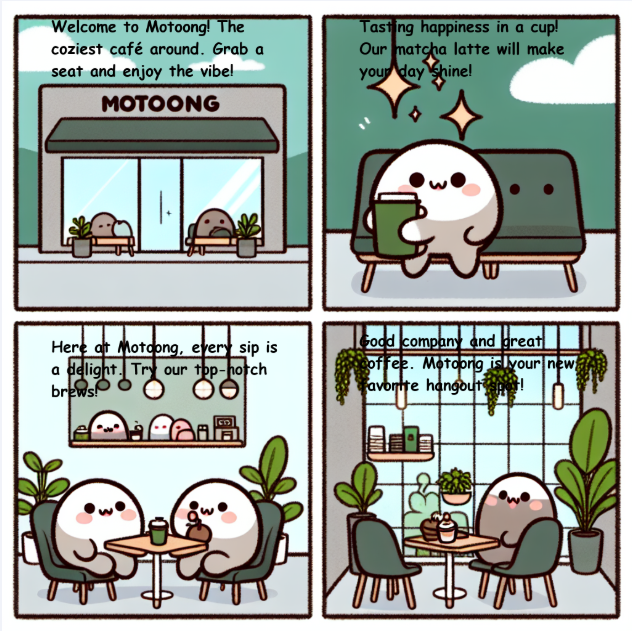 Welcome to Motoong! The
coziest café around. Grab a
seat and enjoy the vibe!
MOTOONG
Tasting happiness in a cup!
Our matcha latte will make
your day shine!
Here at Motoong, every sip is
a delight. Try our top-notch
brews!
Good company and great
coffee. Motoong is your new
favorite hangout spot!